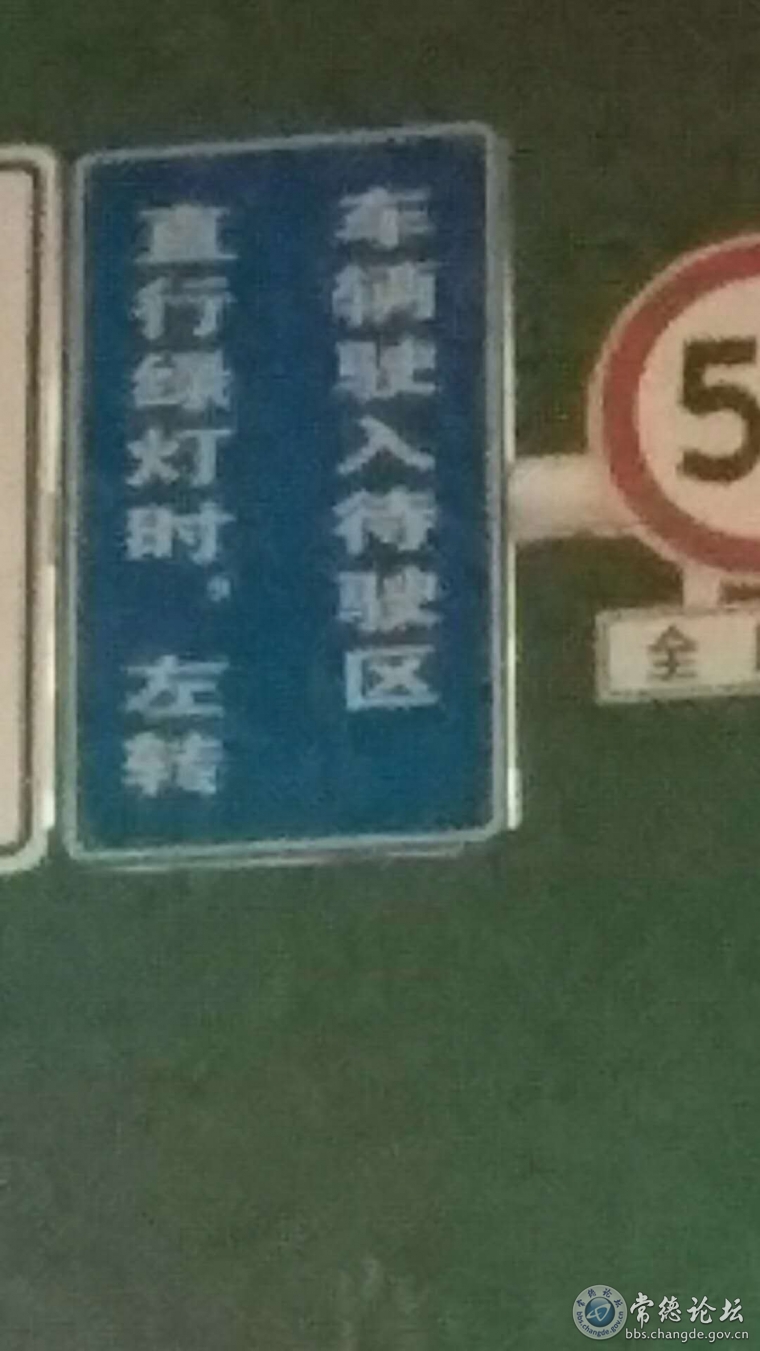 直行绿灯时，左转
车辆驶入待驶区
5
全
常德论坛
bbs.changde.gov.cn